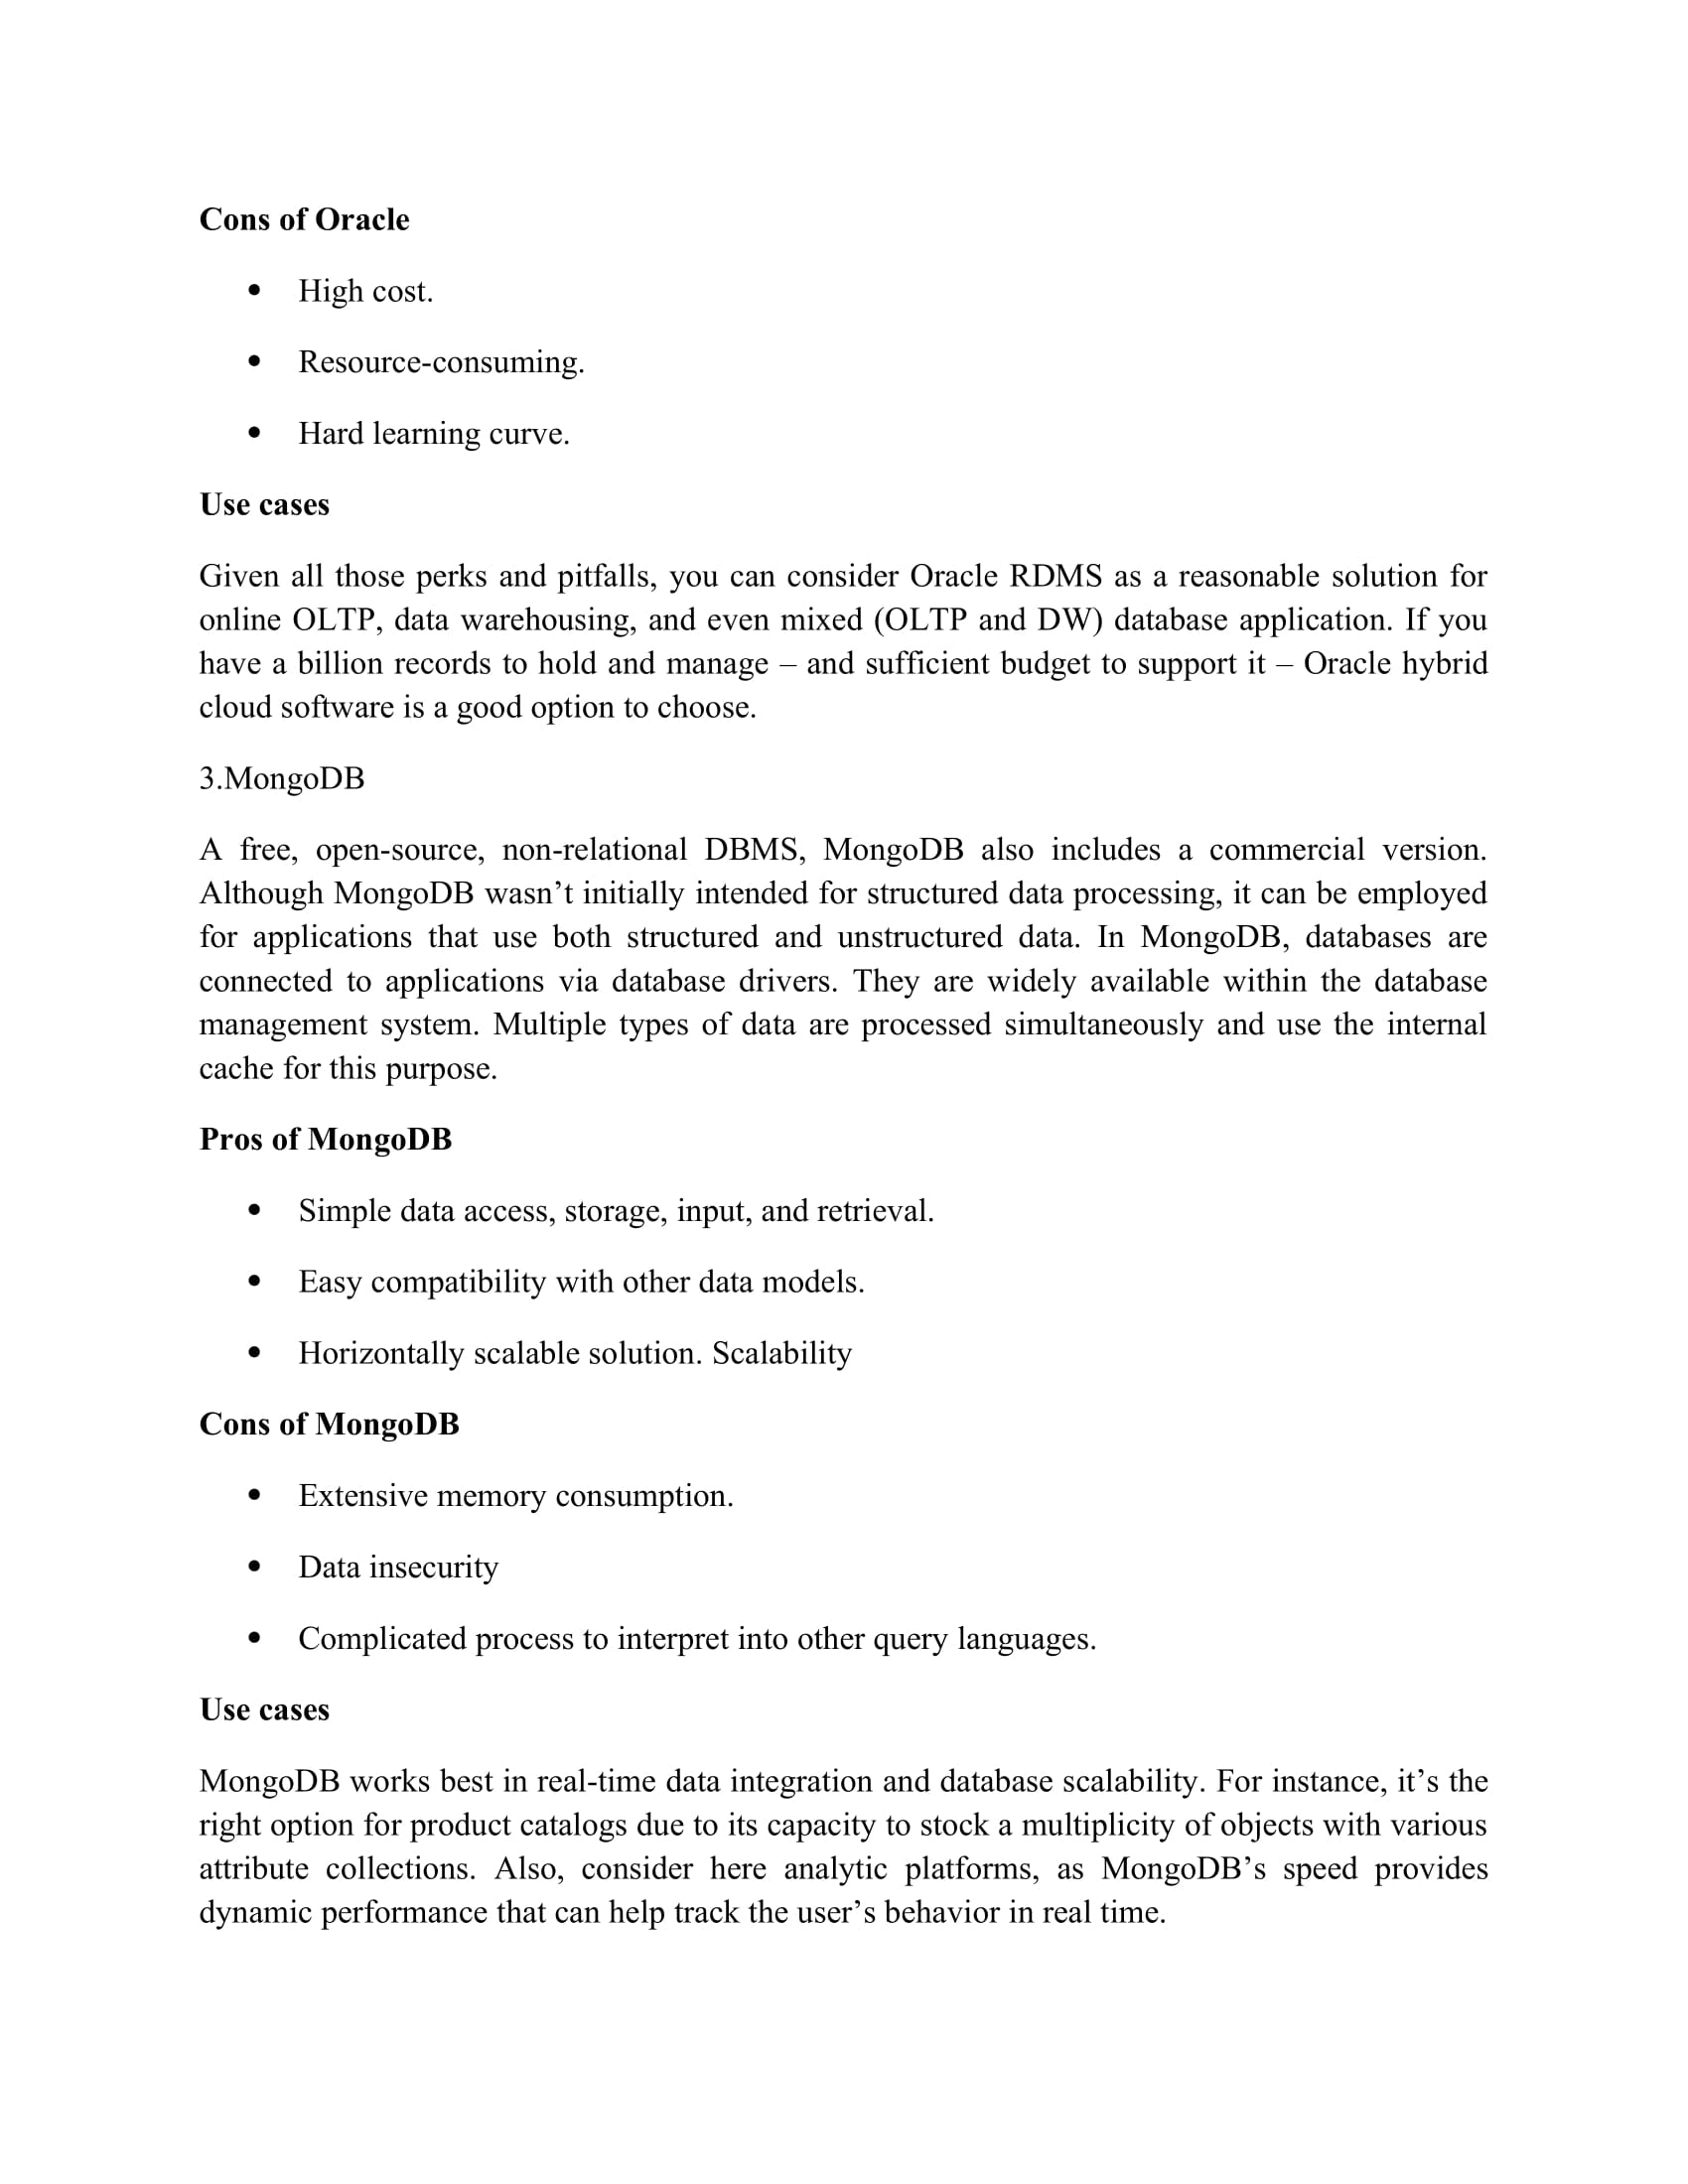 Cons of Oracle
• High cost.
• Resource-consuming.
• Hard learning curve.
Use cases
Given all those perks and pitfalls, you can consider Oracle RDMS as a reasonable solution for
online OLTP, data warehousing, and even mixed (OLTP and DW) database application. If you
have a billion records to hold and manage – and sufficient budget to support it – Oracle hybrid
cloud software is a good option to choose.
3.MongoDB
A free, open-source, non-relational DBMS, MongoDB also includes a commercial version.
Although MongoDB wasn’t initially intended for structured data processing, it can be employed
for applications that use both structured and unstructured data. In MongoDB, databases are
connected to applications via database drivers. They are widely available within the database
management system. Multiple types of data are processed simultaneously and use the internal
cache for this purpose.
Pros of MongoDB
• Simple data access, storage, input, and retrieval.
• Easy compatibility with other data models.
• Horizontally scalable solution. Scalability
Cons of MongoDB
• Extensive memory consumption.
• Data insecurity
• Complicated process to interpret into other query languages.
Use cases
MongoDB works best in real-time data integration and database scalability. For instance, it’s the
right option for product catalogs due to its capacity to stock a multiplicity of objects with various
attribute collections. Also, consider here analytic platforms, as MongoDB’s speed provides
dynamic performance that can help track the user’s behavior in real time.